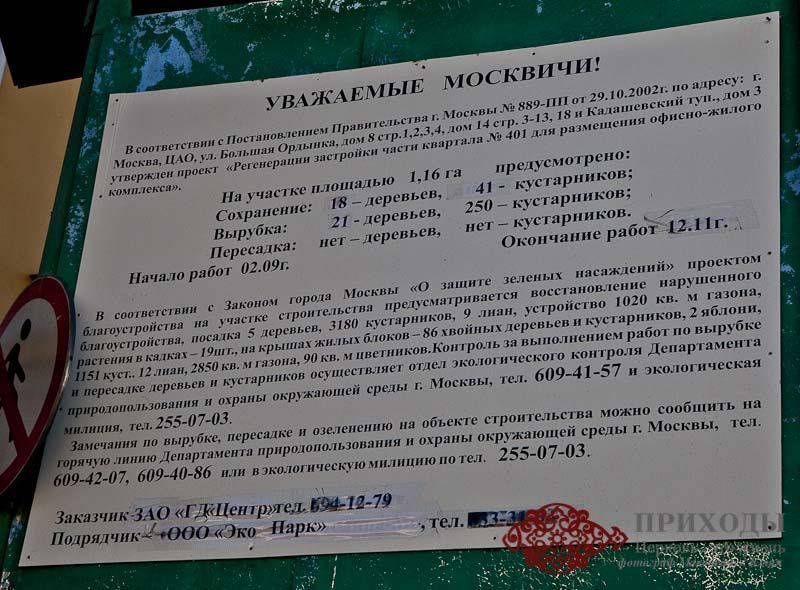 УВАЖАЕМЫЕ МОСКВИЧИ!
В соответствии с Постановлением Правительства г. Москвы № 889-ПП от 29.10.2002г. по адресу: г.
Москва, ЦАО, ул. Большая Ордынка, дом 8 стр.1,2,3,4, дом 14 стр. 3-13, 18 и Кадашевский туп., дом 3
утвержден проект «Регенерации застройки части квартала № 401 для размещения офисно-жилого
комплекса».
На участке площадью 1,16 га предусмотрено:
Сохранение: 18 – деревьев, 41 - кустарников;
Вырубка: 21 - деревьев, 250 – кустарников;
Пересадка: нет – деревьев, нет – кустарников.
Начало работ 02.09г. Окончание работ 12.11г.
В соответствии с Законом города Москвы «О защите зеленых насаждений» проектом
благоустройства на участке строительства предусматривается восстановление нарушенного
благоустройства, посадка 5 деревьев, 3180 кустарников, 9 лиан, устройство 1020 кв. м газона,
растения в кадках – 19шт., на крышах жилых блоков – 86 хвойных деревьев и кустарников, 2 яблони,
1151 куст.. 12 лиан, 2850 кв. м газона, 90 кв. м цветников.Контроль за выполнением работ по вырубке
и пересадке деревьев и кустарников осуществляет отдел экологического контроля Департамента
природопользования и охраны окружающей среды г. Москвы, тел. 609-41-57 и экологическая
милиция, тел. 255-07-03.
Замечания по вырубке, пересадке и озеленению на объекте строительства можно сообщить на
горячую линию Департамента природопользования и охраны окружающей среды г. Москвы, тел.
609-42-07, 609-40-86 или в экологическую милицию по тел. 255-07-03.
Заказчик ЗАО «ГД«Центр» тел. 694-12-79
Подрядчик ООО «Эко Парк», тел.
ПРИХОДЫ